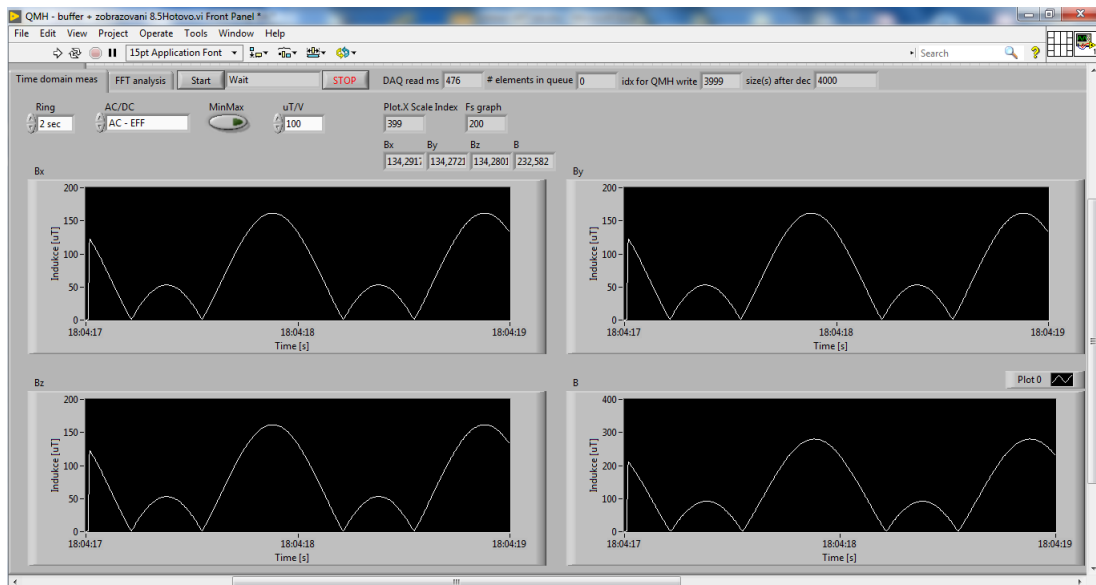 QMH - buffer + zobrazovani 8.5Hotovo.vi Front Panel *
File Edit View Project Operate Tools Window Help
15pt Application Font Search
Time domain meas FFT analysis Start Wait STOP DAQ read ms 476 # elements in queue 0 idx for QMH write 3999 size(s) after dec 4000
Ring AC/DC MinMax uT/V Plot.X Scale Index Fs graph
2 sec AC - EFF 100 399 200
Bx By Bz B
134,2917 134,2721 134,2801 232,582
Bx By
200 200
150 150
100 100
50 50
0 0
Indukce [uT] Indukce [uT]
18:04:17 18:04:18 18:04:19 18:04:17 18:04:18 18:04:19
Time [s] Time [s]
Bz B Plot 0
200 400
150 300
100 200
50 100
0 0
Indukce [uT] Indukce [uT]
18:04:17 18:04:18 18:04:19 18:04:17 18:04:18 18:04:19
Time [s] Time [s]